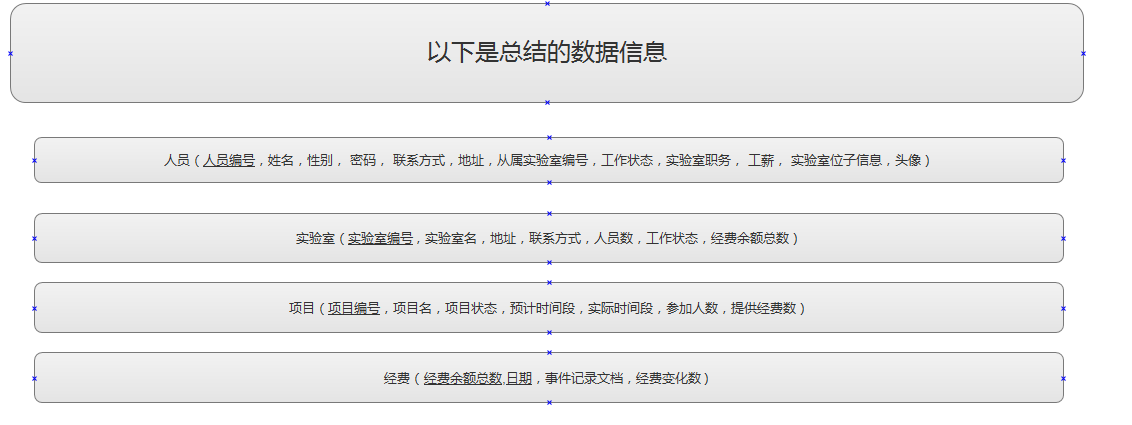 以下是总结的数据信息
人员（人员编号，姓名，性别， 密码， 联系方式，地址，从属实验室编号，工作状态，实验室职务， 工薪， 实验室位子信息，头像）
实验室（实验室编号，实验室名，地址，联系方式，人员数，工作状态，经费余额总数）
项目（项目编号，项目名，项目状态，预计时间段，实际时间段，参加人数，提供经费数）
经费（ 经费余额总数,日期，事件记录文档，经费变化数）